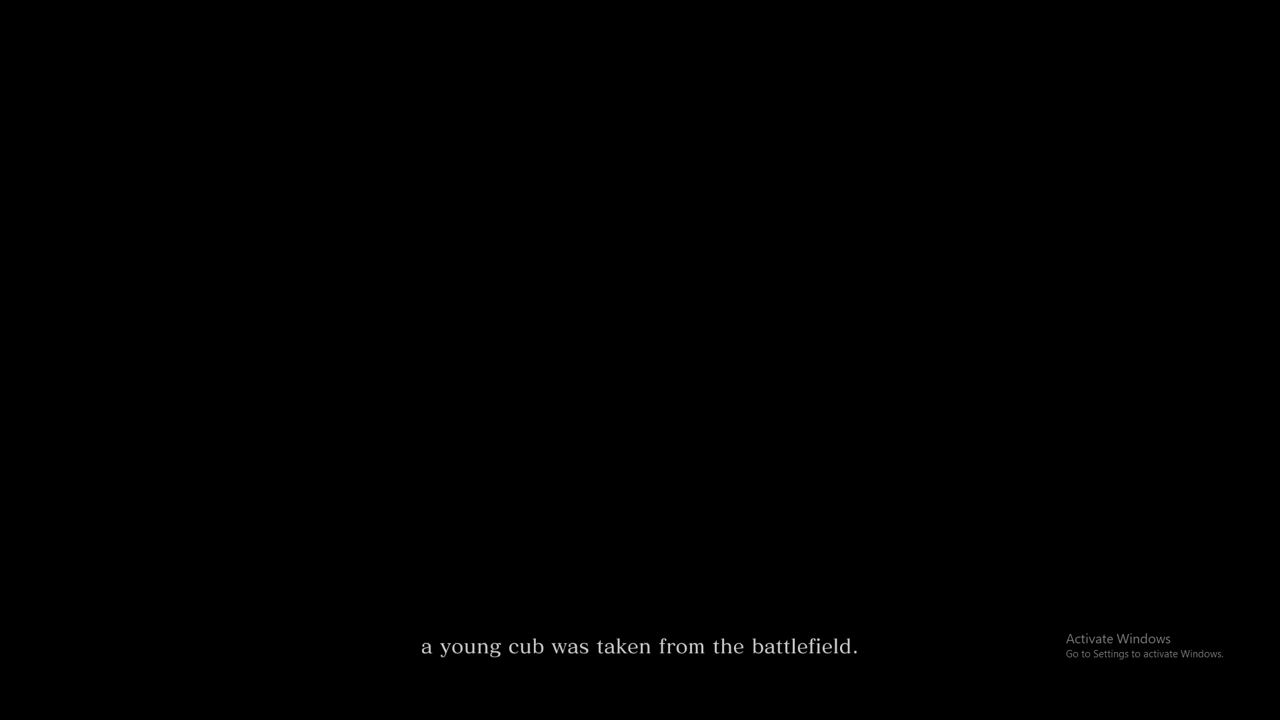 a young cub was taken from the battlefield.
Activate Windows
Go to Settings to activate Windows.